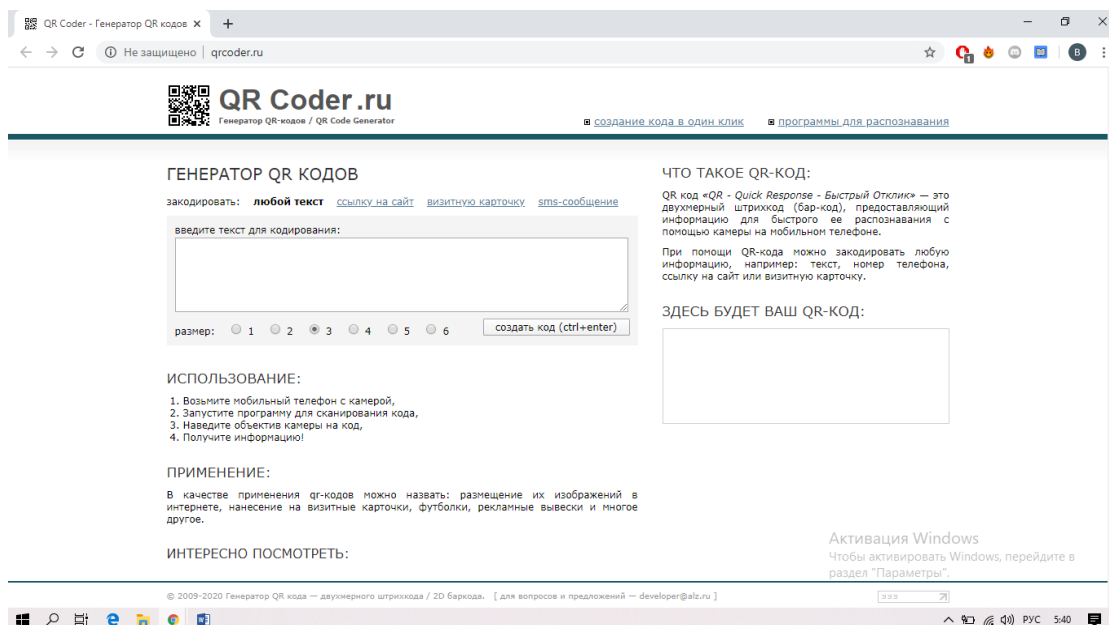 QR Coder - Генератор QR кодов
Не защищено | qrcoder.ru
1
B
QR Coder.ru
Генератор QR-кодов / QR Code Generator
создание кода в один клик программы для распознавания
ГЕНЕРАТОР QR КОДОВ
закодировать: любой текст ссылку на сайт визитную карточку sms-сообщение
введите текст для кодирования:
размер: 1 2 3 4 5 6 создать код (ctrl+enter)
ИСПОЛЬЗОВАНИЕ:
1. Возьмите мобильный телефон с камерой,
2. Запустите программу для сканирования кода,
3. Наведите объектив камеры на код,
4. Получите информацию!
ПРИМЕНЕНИЕ:
В качестве применения qr-кодов можно назвать: размещение их изображений в
интернете, нанесение на визитные карточки, футболки, рекламные вывески и многое
другое.
ИНТЕРЕСНО ПОСМОТРЕТЬ:
ЧТО ТАКОЕ QR-КОД:
QR код «QR - Quick Response - Быстрый Отклик» — это
двухмерный штрихкод (бар-код), предоставляющий
информацию для быстрого ее распознавания с
помощью камеры на мобильном телефоне.
При помощи QR-кода можно закодировать любую
информацию, например: текст, номер телефона,
ссылку на сайт или визитную карточку.
ЗДЕСЬ БУДЕТ ВАШ QR-КОД:
Активация Windows
Чтобы активировать Windows, перейдите в
раздел "Параметры".
© 2009-2020 Генератор QR кода — двухмерного штрихкода / 2D баркода. [ для вопросов и предложений — developer@alz.ru ]
РУС 5:40